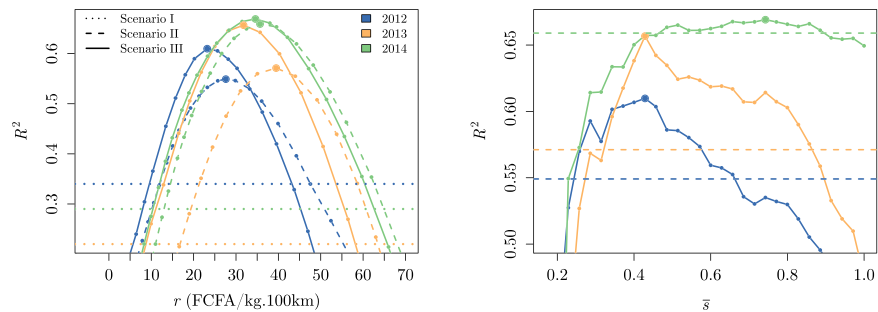 Scenario I
Scenario II
Scenario III
2012
2013
2014
0.6
0.5
0.4
0.3
R²
0 10 20 30 40 50 60 70
r (FCFA/kg.100km)
0.65
0.60
0.55
0.50
R²
0.2 0.4 0.6 0.8 1.0
s̅